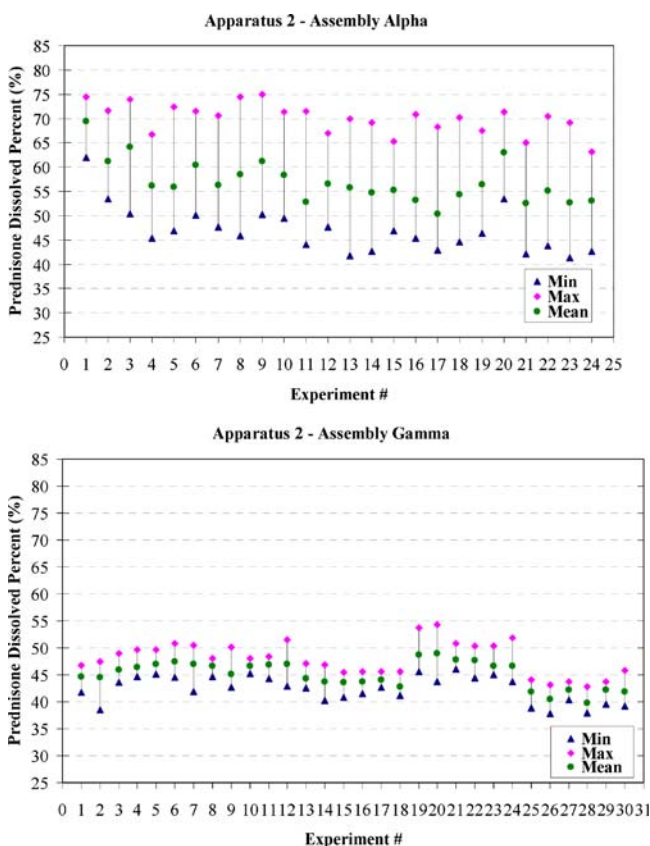 Apparatus 2 - Assembly Alpha
Prednisone Dissolved Percent (%)
85
80
75
70
65
60
55
50
45
40
35
30
25
Min
Max
Mean
0 1 2 3 4 5 6 7 8 9 10 11 12 13 14 15 16 17 18 19 20 21 22 23 24 25
Experiment #
Apparatus 2 - Assembly Gamma
Prednisone Dissolved Percent (%)
85
80
75
70
65
60
55
50
45
40
35
30
25
Min
Max
Mean
0 1 2 3 4 5 6 7 8 9 10 11 12 13 14 15 16 17 18 19 20 21 22 23 24 25 26 27 28 29 30 31
Experiment #